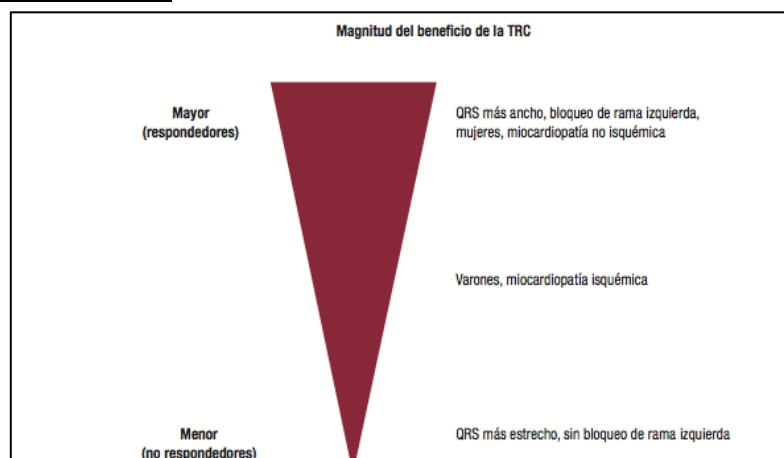 Magnitud del beneficio de la TRC
Mayor
(respondedores)
QRS más ancho, bloqueo de rama izquierda,
mujeres, miocardiopatía no isquémica
Varones, miocardiopatía isquémica
Menor
(no respondedores)
QRS más estrecho, sin bloqueo de rama izquierda